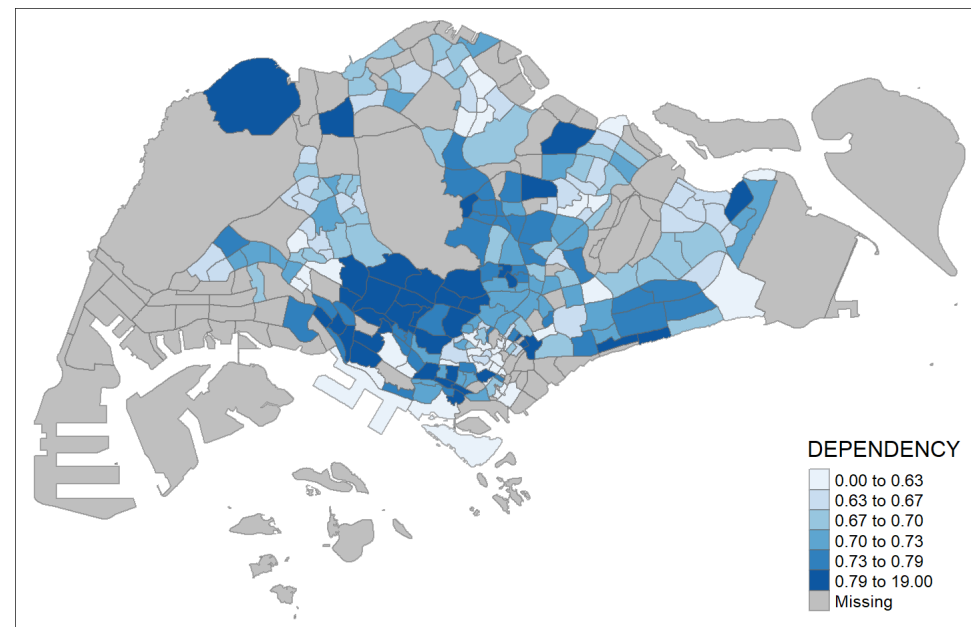 DEPENDENCY
0.00 to 0.63
0.63 to 0.67
0.67 to 0.70
0.70 to 0.73
0.73 to 0.79
0.79 to 19.00
Missing